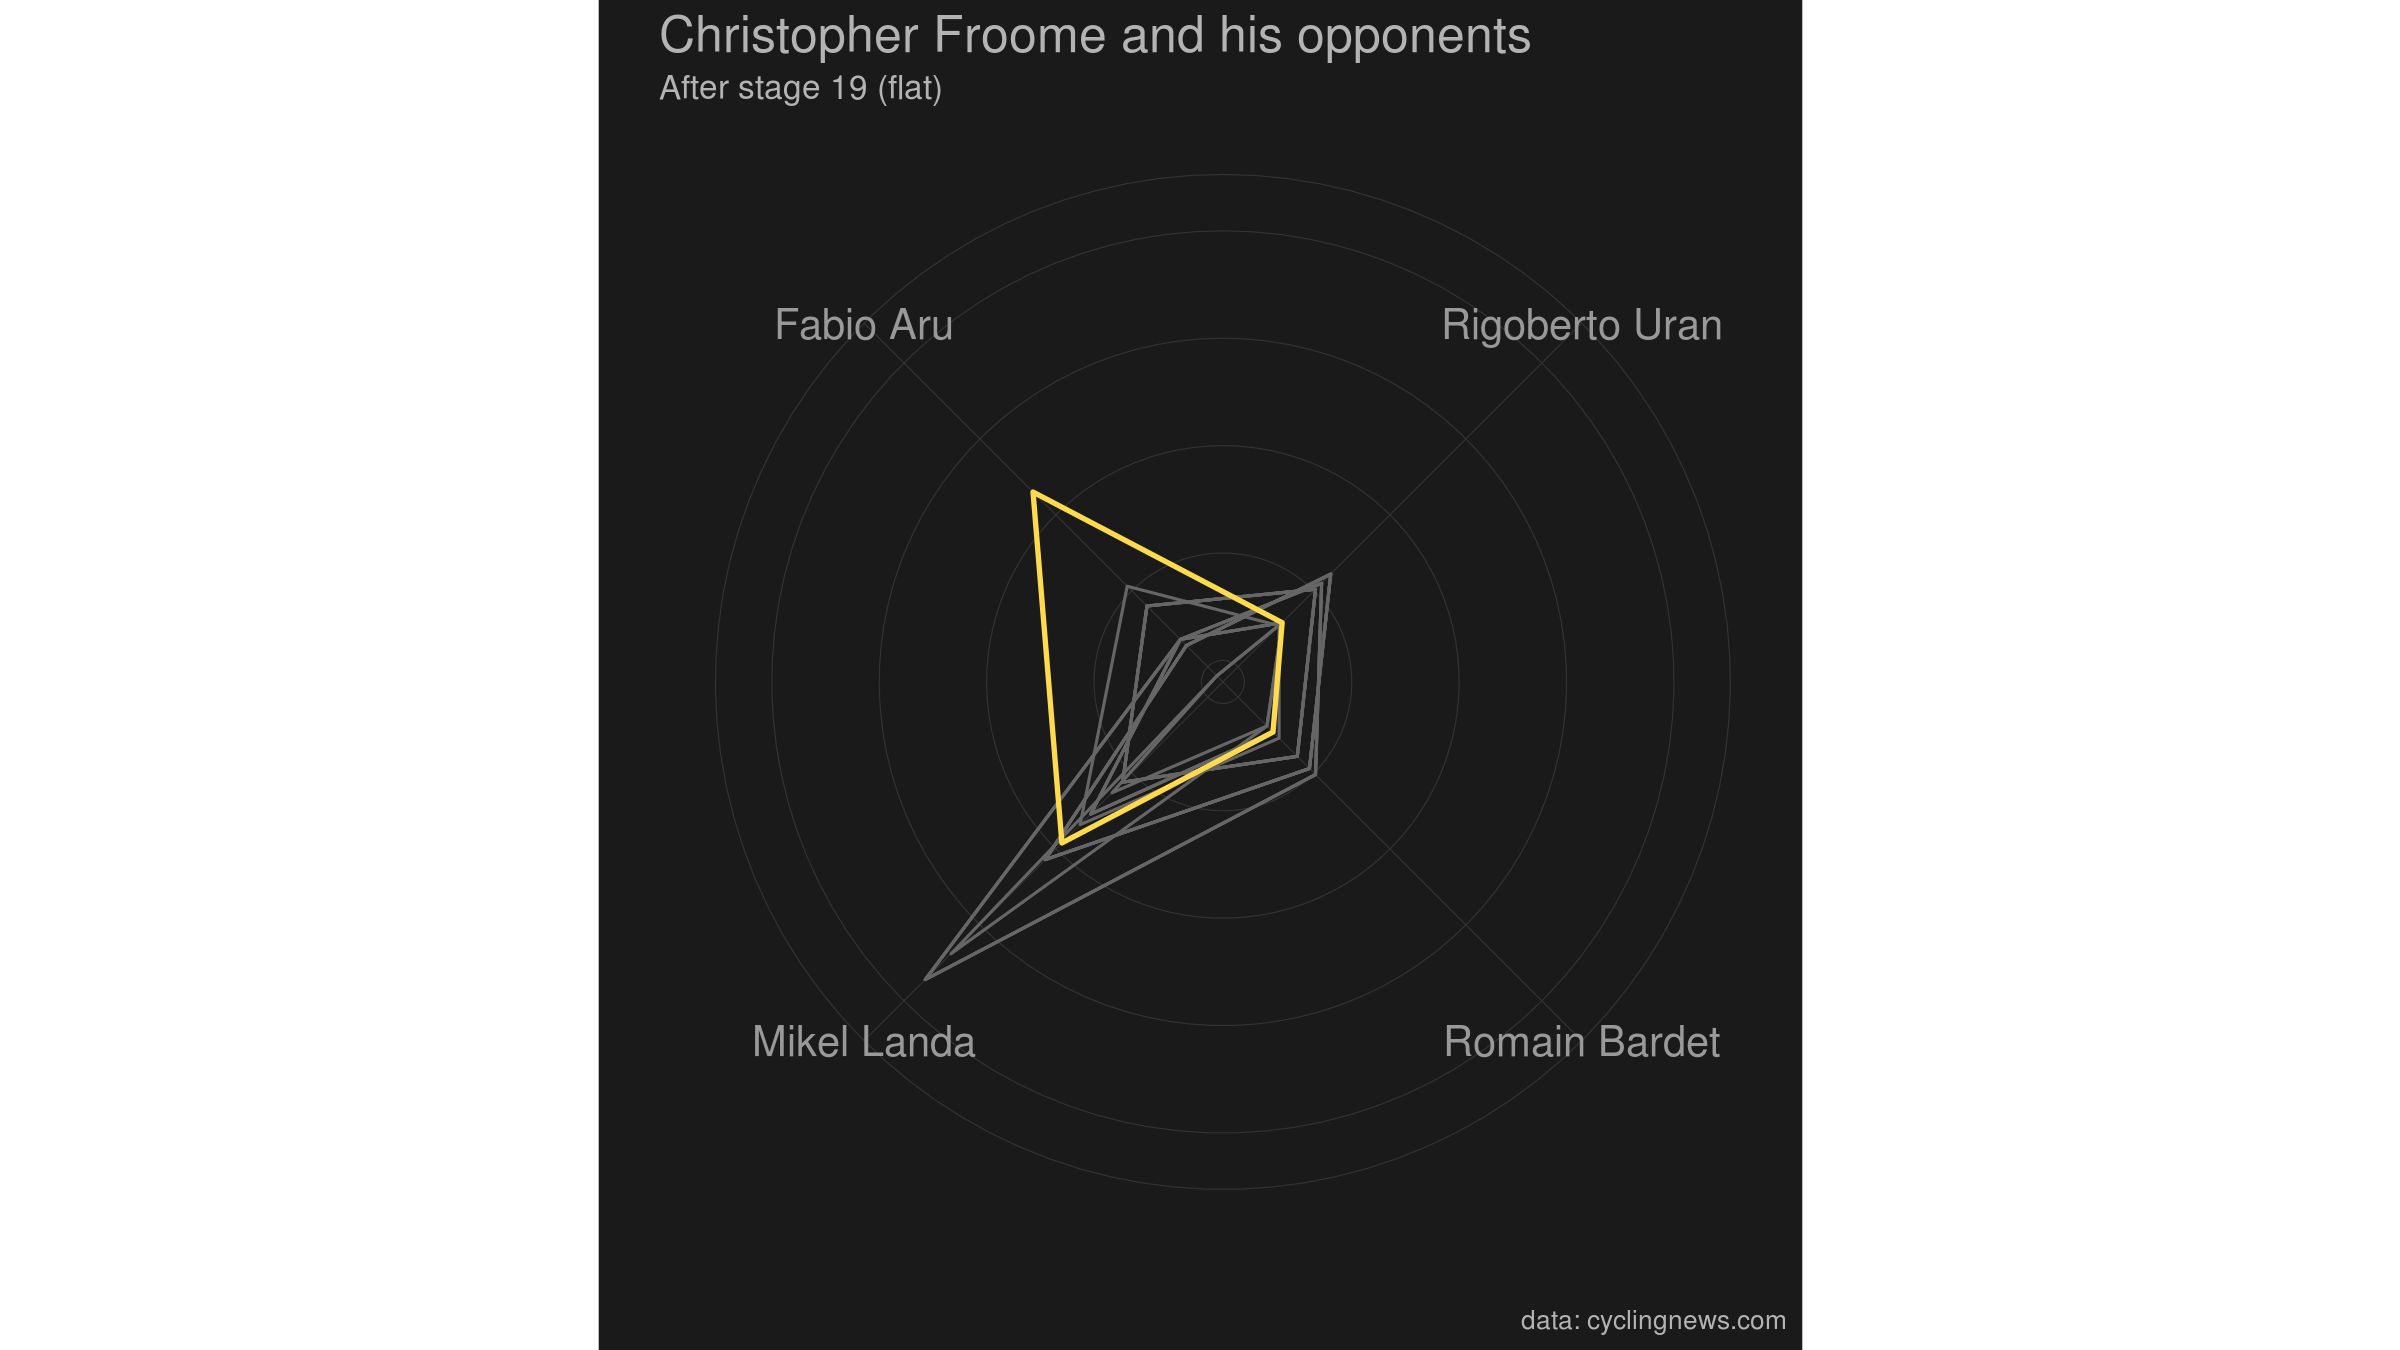 Christopher Froome and his opponents
After stage 19 (flat)
Fabio Aru
Rigoberto Uran
Mikel Landa
Romain Bardet
data: cyclingnews.com